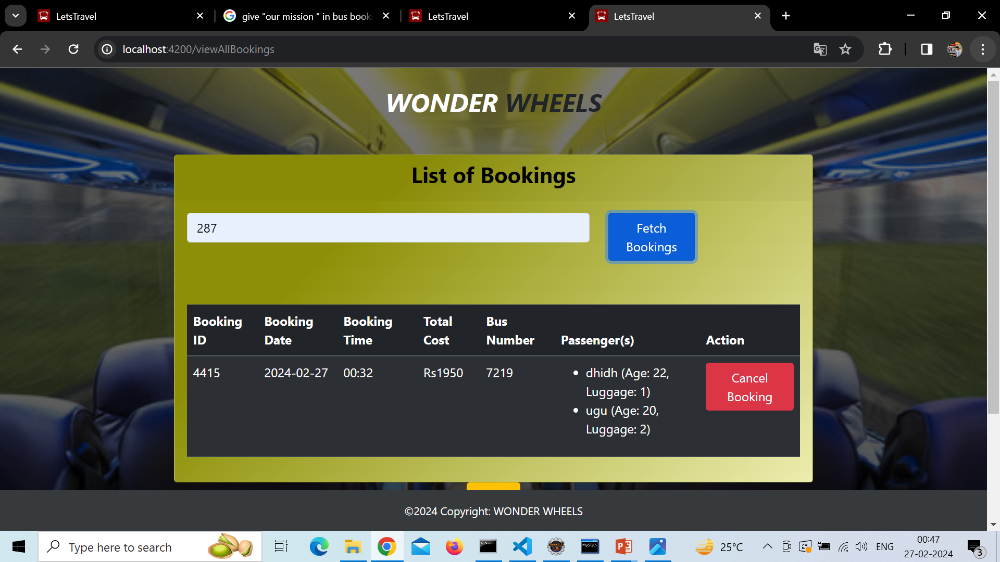 LetsTravel
give "our mission " in bus booki
LetsTravel
LetsTravel
localhost:4200/viewAllBookings
WONDER WHEELS
List of Bookings
287
Fetch
Bookings
Booking
ID
Booking
Date
Booking
Time
Total
Cost
Bus
Number
Passenger(s)
Action
4415
2024-02-27
00:32
Rs1950
7219
dhidh (Age: 22,
Luggage: 1)
ugu (Age: 20,
Luggage: 2)
Cancel
Booking
©2024 Copyright: WONDER WHEELS
Type here to search
25°C
ENG
00:47
27-02-2024
3